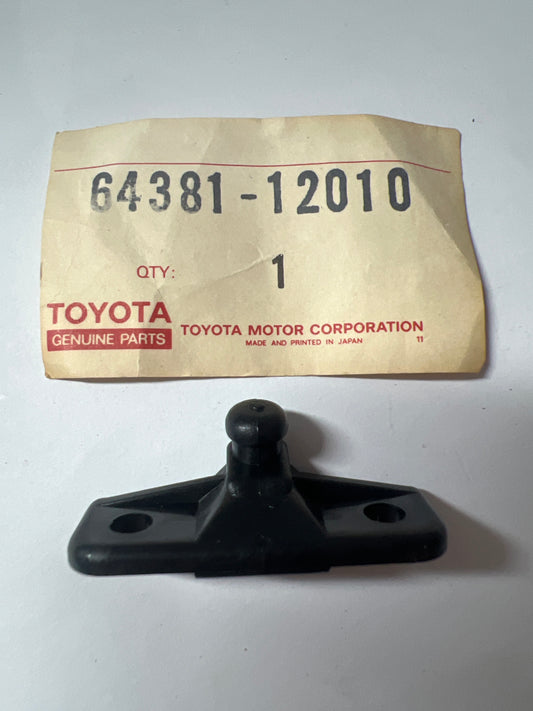 64381-12010
QTY: 1
TOYOTA
GENUINE PARTS
TOYOTA MOTOR CORPORATION
MADE AND PRINTED IN JAPAN 11